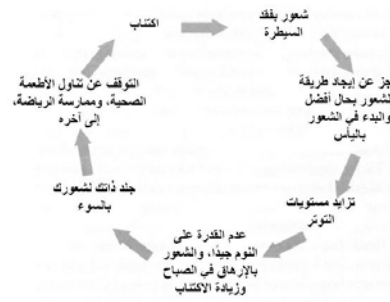 اكتئاب
شعور بفقد
السيطرة
جز عن إيجاد طريقة
لشعور بحال أفضل
والبدء في الشعور
باليأس
تزايد مستويات
التوتر
عدم القدرة على
النوم جيدًا، والشعور
بالإرهاق في الصباح
وزيادة الاكتئاب
جلد ذاتك لشعورك
بالسوء
التوقف عن تناول الأطعمة
الصحية، وممارسة الرياضة،
إلى آخره